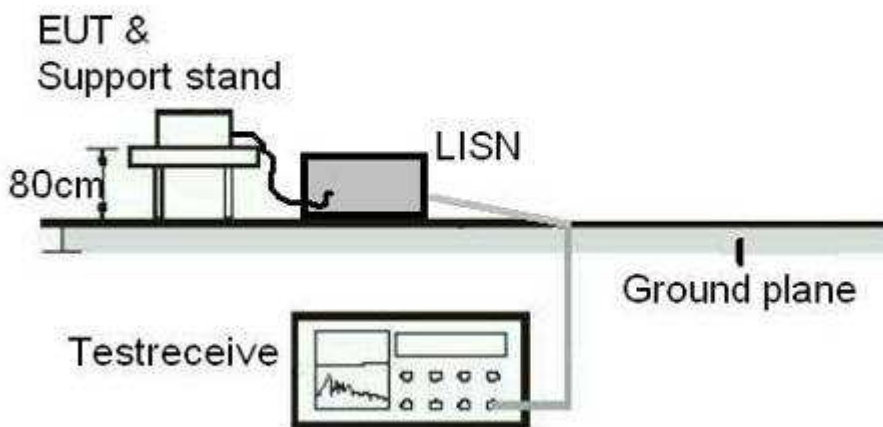 EUT &
Support stand
LISN
80cm
Ground plane
Testreceive